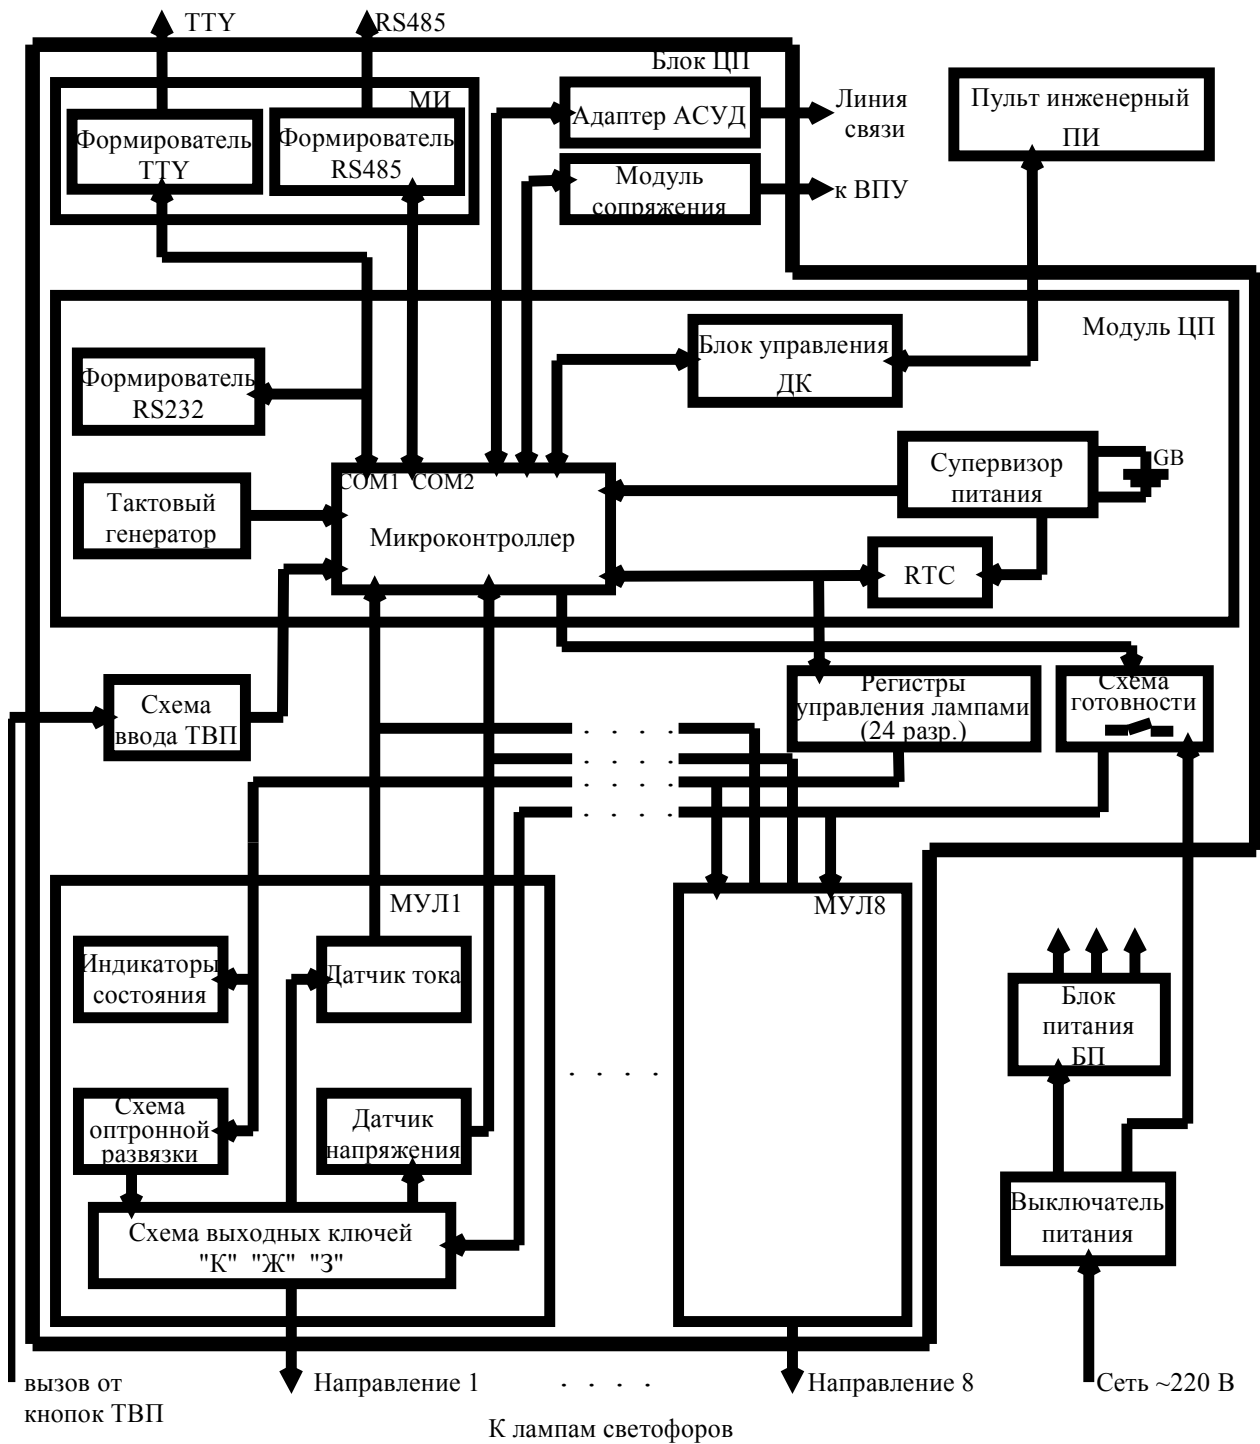 TTY
RS485
Блок ЦП
МИ
Формирователь
TTY
Формирователь
RS485
Адаптер АСУД
Линия
связи
Модуль
сопряжения
к ВПУ
Пульт инженерный
ПИ
Модуль ЦП
Блок управления
ДК
Формирователь
RS232
Тактовый
генератор
COM1 COM2
Микроконтроллер
Супервизор
питания
GB
RTC
Схема
ввода ТВП
Регистры
управления лампами
(24 разр.)
Схема
готовности
. . . .
. . . .
. . . .
. . . .
МУЛ1
МУЛ8
Индикаторы
состояния
Датчик тока
Схема
оптронной
развязки
Датчик
напряжения
. . . .
Схема выходных ключей
"К" "Ж" "З"
Блок
питания
БП
Выключатель
питания
вызов от
кнопок ТВП
Направление 1
. . . .
Направление 8
Сеть ~220 В
К лампам светофоров